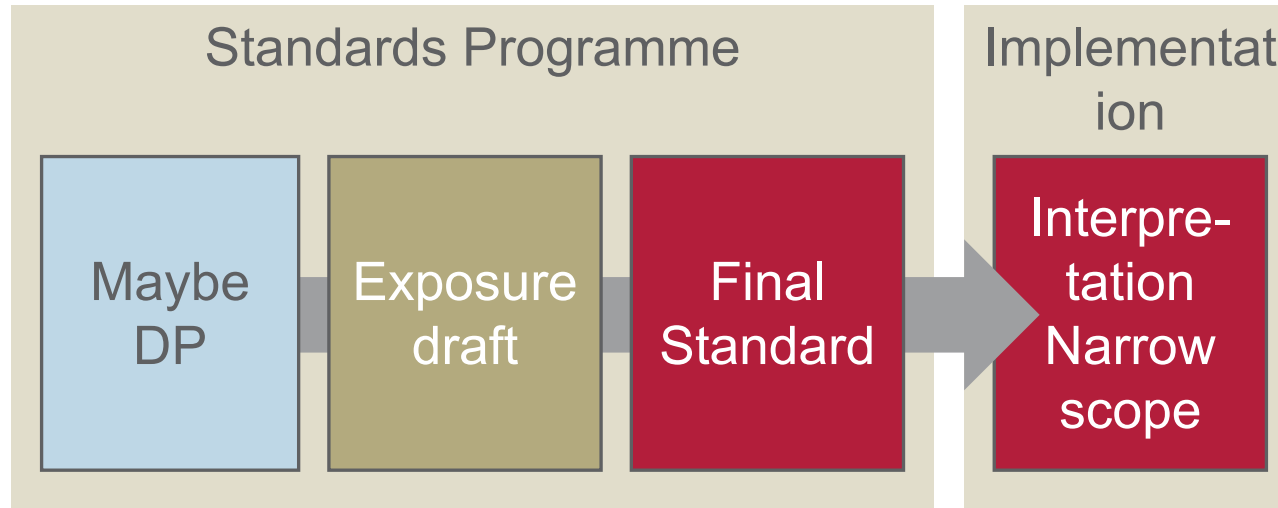 Standards Programme
Implementat
ion
Maybe
DP
Exposure
draft
Final
Standard
Interpre-
tation
Narrow
scope